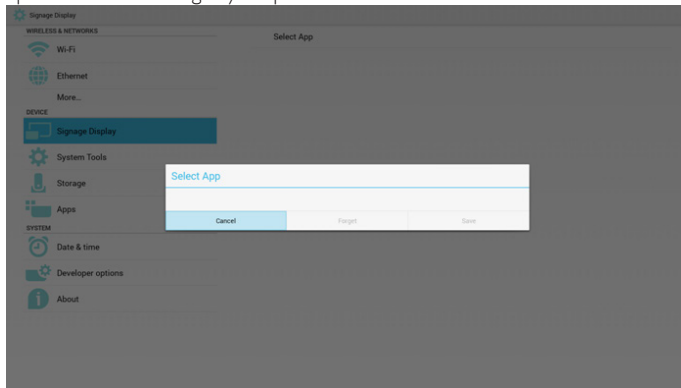 Signage Display
WIRELESS & NETWORKS
Select App
Wi-Fi
Ethernet
More...
DEVICE
Signage Display
System Tools
Storage
Apps
SYSTEM
Date & time
Developer options
About
Select App
Cancel
Forget
Save